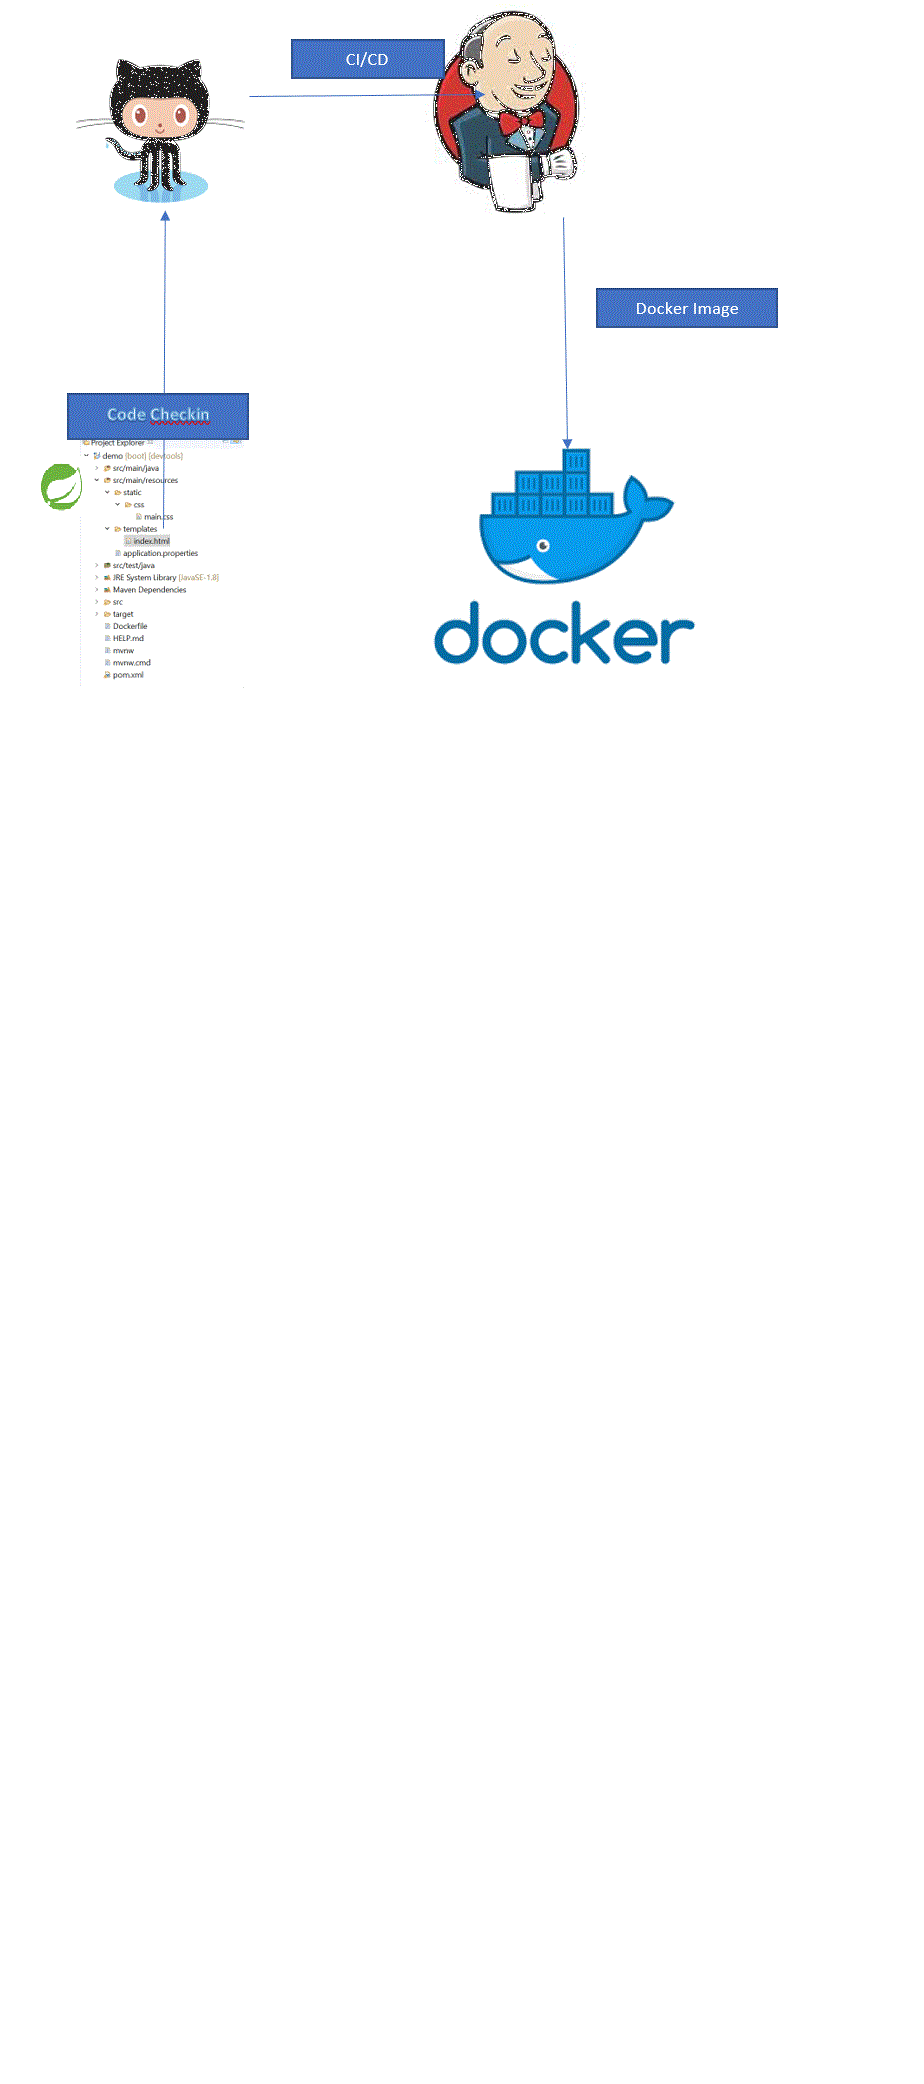 CI/CD
Docker Image
Code Checkin
Project Explorer
demo [boot] [devtools]
src/main/java
src/main/resources
static
css
main.css
templates
index.html
application.properties
src/test/java
JRE System Library [JavaSE-1.8]
Maven Dependencies
src
target
Dockerfile
HELP.md
mvnw
mvnw.cmd
pom.xml
docker